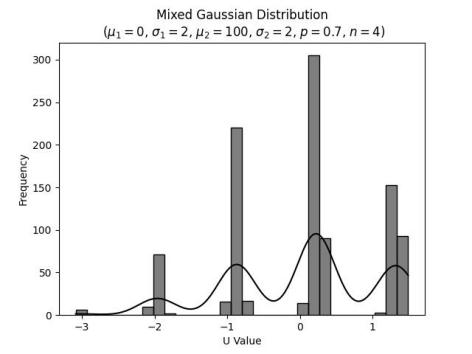 Mixed Gaussian Distribution
(μ₁ = 0, σ₁ = 2, μ₂ = 100, σ₂ = 2, p = 0.7, n = 4)
300
250
200
150
100
50
0
Frequency
−3 −2 −1 0 1
U Value